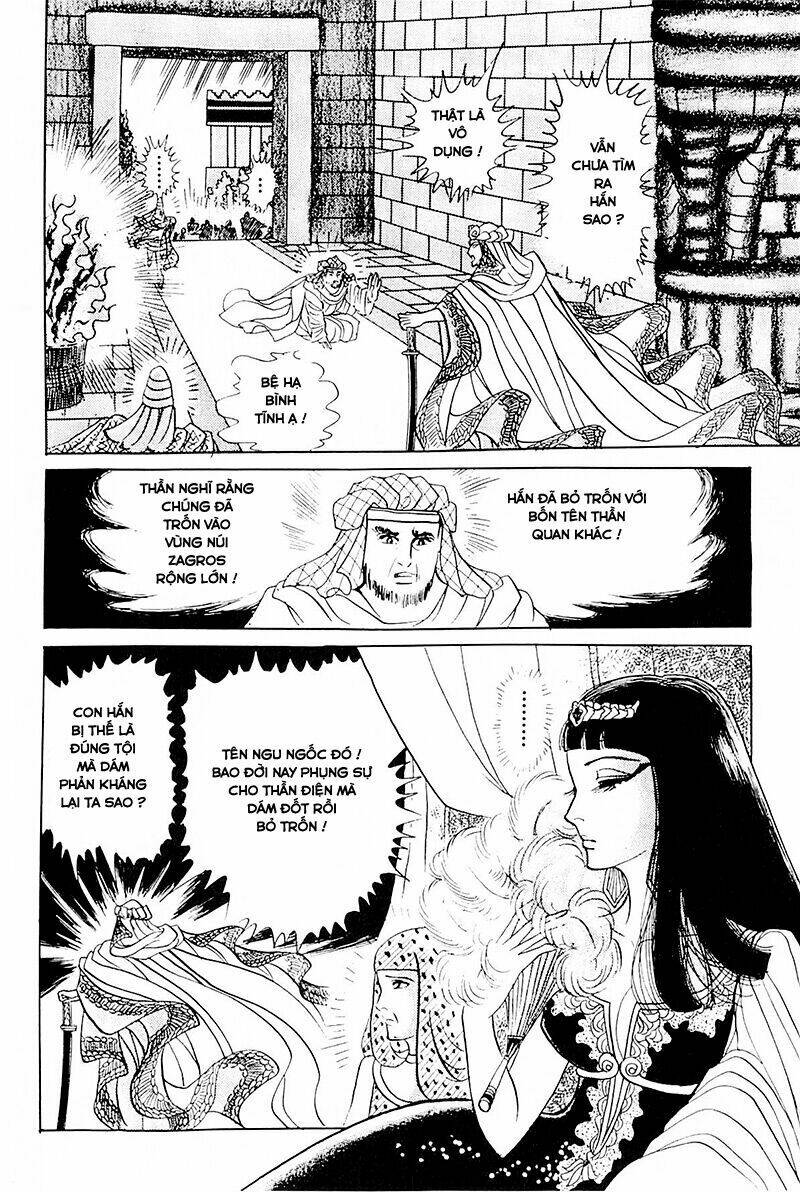 VẪN
CHƯA TÌM
RA
HẮN
SAO ?
THẬT LÀ
VÔ
DỤNG !
......
....
BỆ HẠ
BÌNH
TĨNH Ạ !
HẮN ĐÃ BỎ TRỐN VỚI
BỐN TÊN THẦN
QUAN KHÁC !
THẦN NGHĨ RẰNG
CHÚNG ĐÃ
TRỐN VÀO
VÙNG NÚI
ZAGROS
RỘNG LỚN !
.......
TÊN NGU NGỐC ĐÓ !
BAO ĐỜI NAY PHỤNG SỰ
CHO THẦN ĐIỆN MÀ
DÁM ĐỐT RỒI
BỎ TRỐN !
CON HẮN
BỊ THẾ LÀ
ĐÚNG TỘI
MÀ DÁM
PHẢN KHÁNG
LẠI TA SAO ?